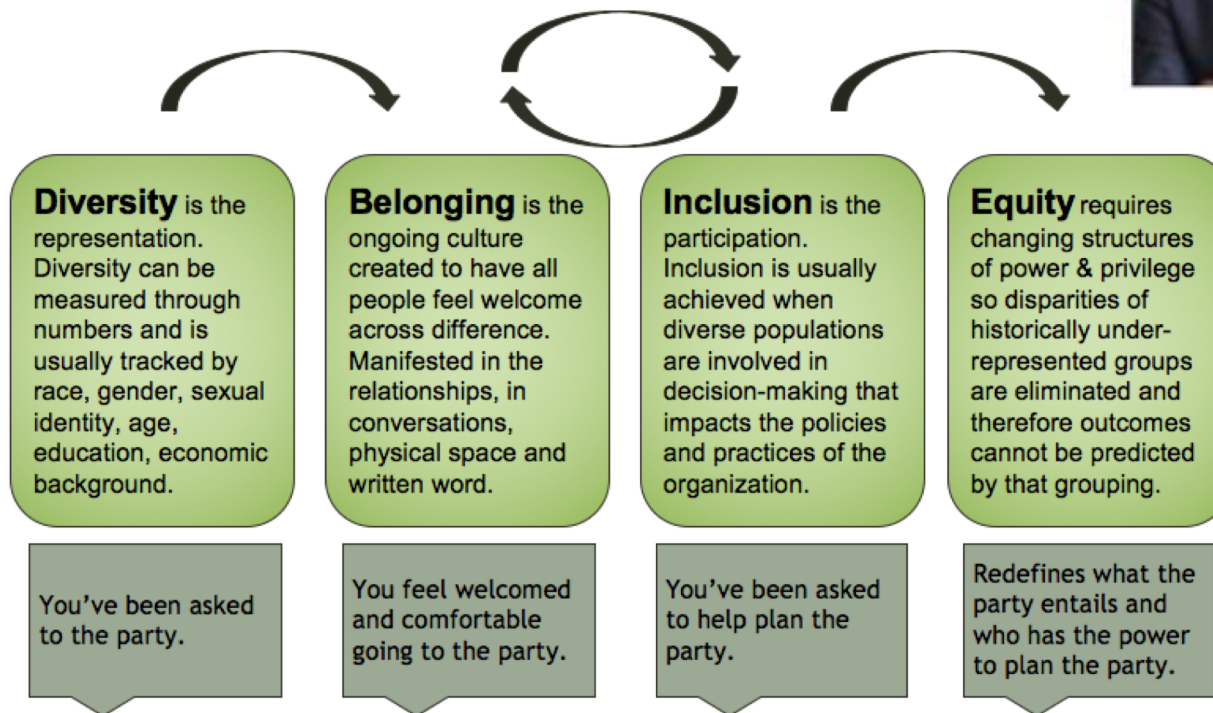 Diversity is the
representation.
Diversity can be
measured through
numbers and is
usually tracked by
race, gender, sexual
identity, age,
education, economic
background.
Belonging is the
ongoing culture
created to have all
people feel welcome
across difference.
Manifested in the
relationships, in
conversations,
physical space and
written word.
Inclusion is the
participation.
Inclusion is usually
achieved when
diverse populations
are involved in
decision-making that
impacts the policies
and practices of the
organization.
Equity requires
changing structures
of power & privilege
so disparities of
historically under-
represented groups
are eliminated and
therefore outcomes
cannot be predicted
by that grouping.
You've been asked
to the party.
You feel welcomed
and comfortable
going to the party.
You've been asked
to help plan the
party.
Redefines what the
party entails and
who has the power
to plan the party.